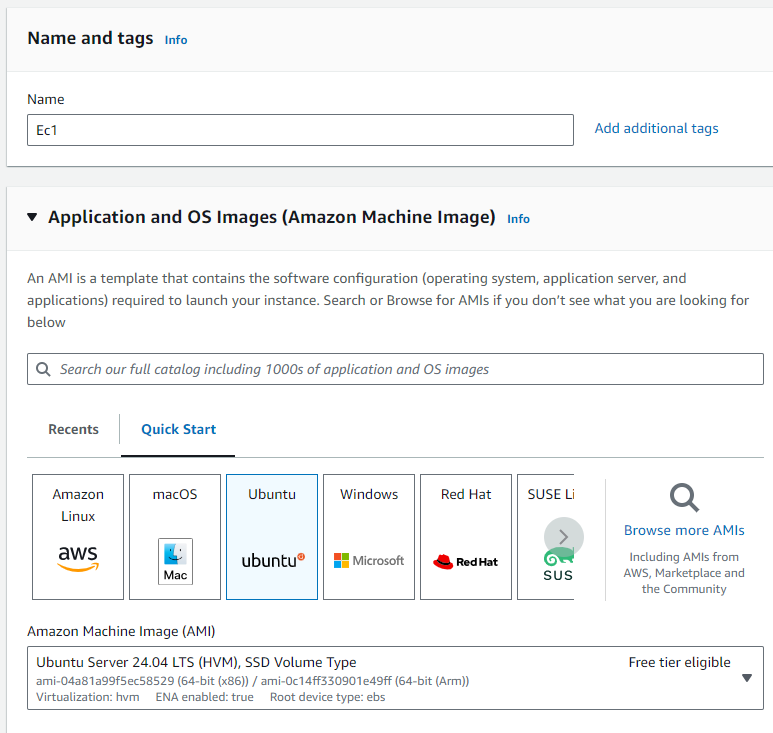 Name and tags Info
Name
Ec1
Add additional tags
Application and OS Images (Amazon Machine Image) Info
An AMI is a template that contains the software configuration (operating system, application server, and
applications) required to launch your instance. Search or Browse for AMIs if you don’t see what you are looking for
below
Search our full catalog including 1000s of application and OS images
Recents
Quick Start
Amazon
Linux
aws
macOS
Mac
Ubuntu
ubuntu
Windows
Microsoft
Red Hat
Red Hat
SUSE Li
SUS
Browse more AMIs
Including AMIs from
AWS, Marketplace and
the Community
Amazon Machine Image (AMI)
Ubuntu Server 24.04 LTS (HVM), SSD Volume Type
Free tier eligible
ami-04a81a99f5ec58529 (64-bit (x86)) / ami-0c14ff330901e49ff (64-bit (Arm))
Virtualization: hvm ENA enabled: true Root device type: ebs